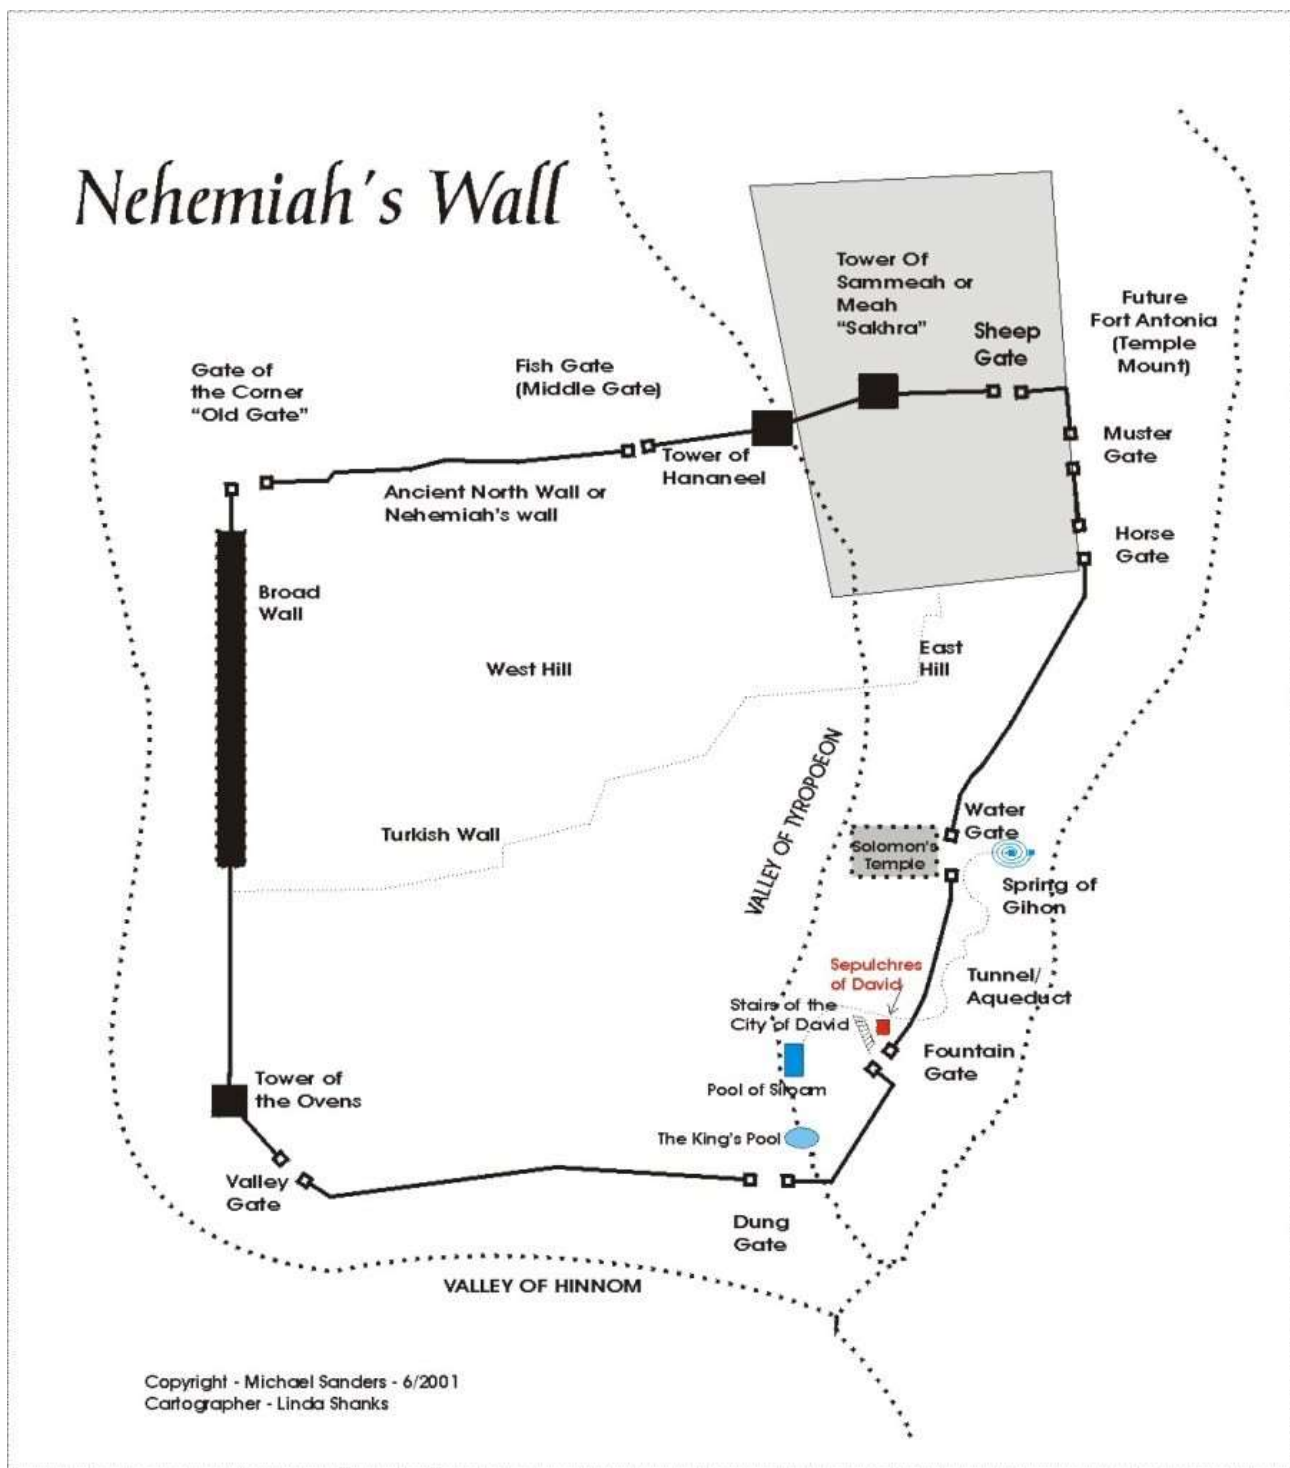 Nehemiah's Wall
Tower Of
Sammeah or
Meah
"Sakhra"
Sheep
Gate
Future
Fort Antonia
(Temple
Mount)
Gate of
the Corner
"Old Gate"
Fish Gate
(Middle Gate)
Tower of
Hananeel
Muster
Gate
Ancient North Wall or
Nehemiah's wall
Horse
Gate
Broad
Wall
West Hill
East
Hill
VALLEY OF TYROPOEON
Turkish Wall
Water
Gate
Solomon's
Temple
Spring of
Gihon
Sepulchres
of David
Tunnel/
Aqueduct
Stairs of the
City of David
Fountain
Gate
Pool of Siloam
Tower of
the Ovens
The King's Pool
Valley
Gate
Dung
Gate
VALLEY OF HINNOM
Copyright - Michael Sanders - 6/2001
Cartographer - Linda Shanks